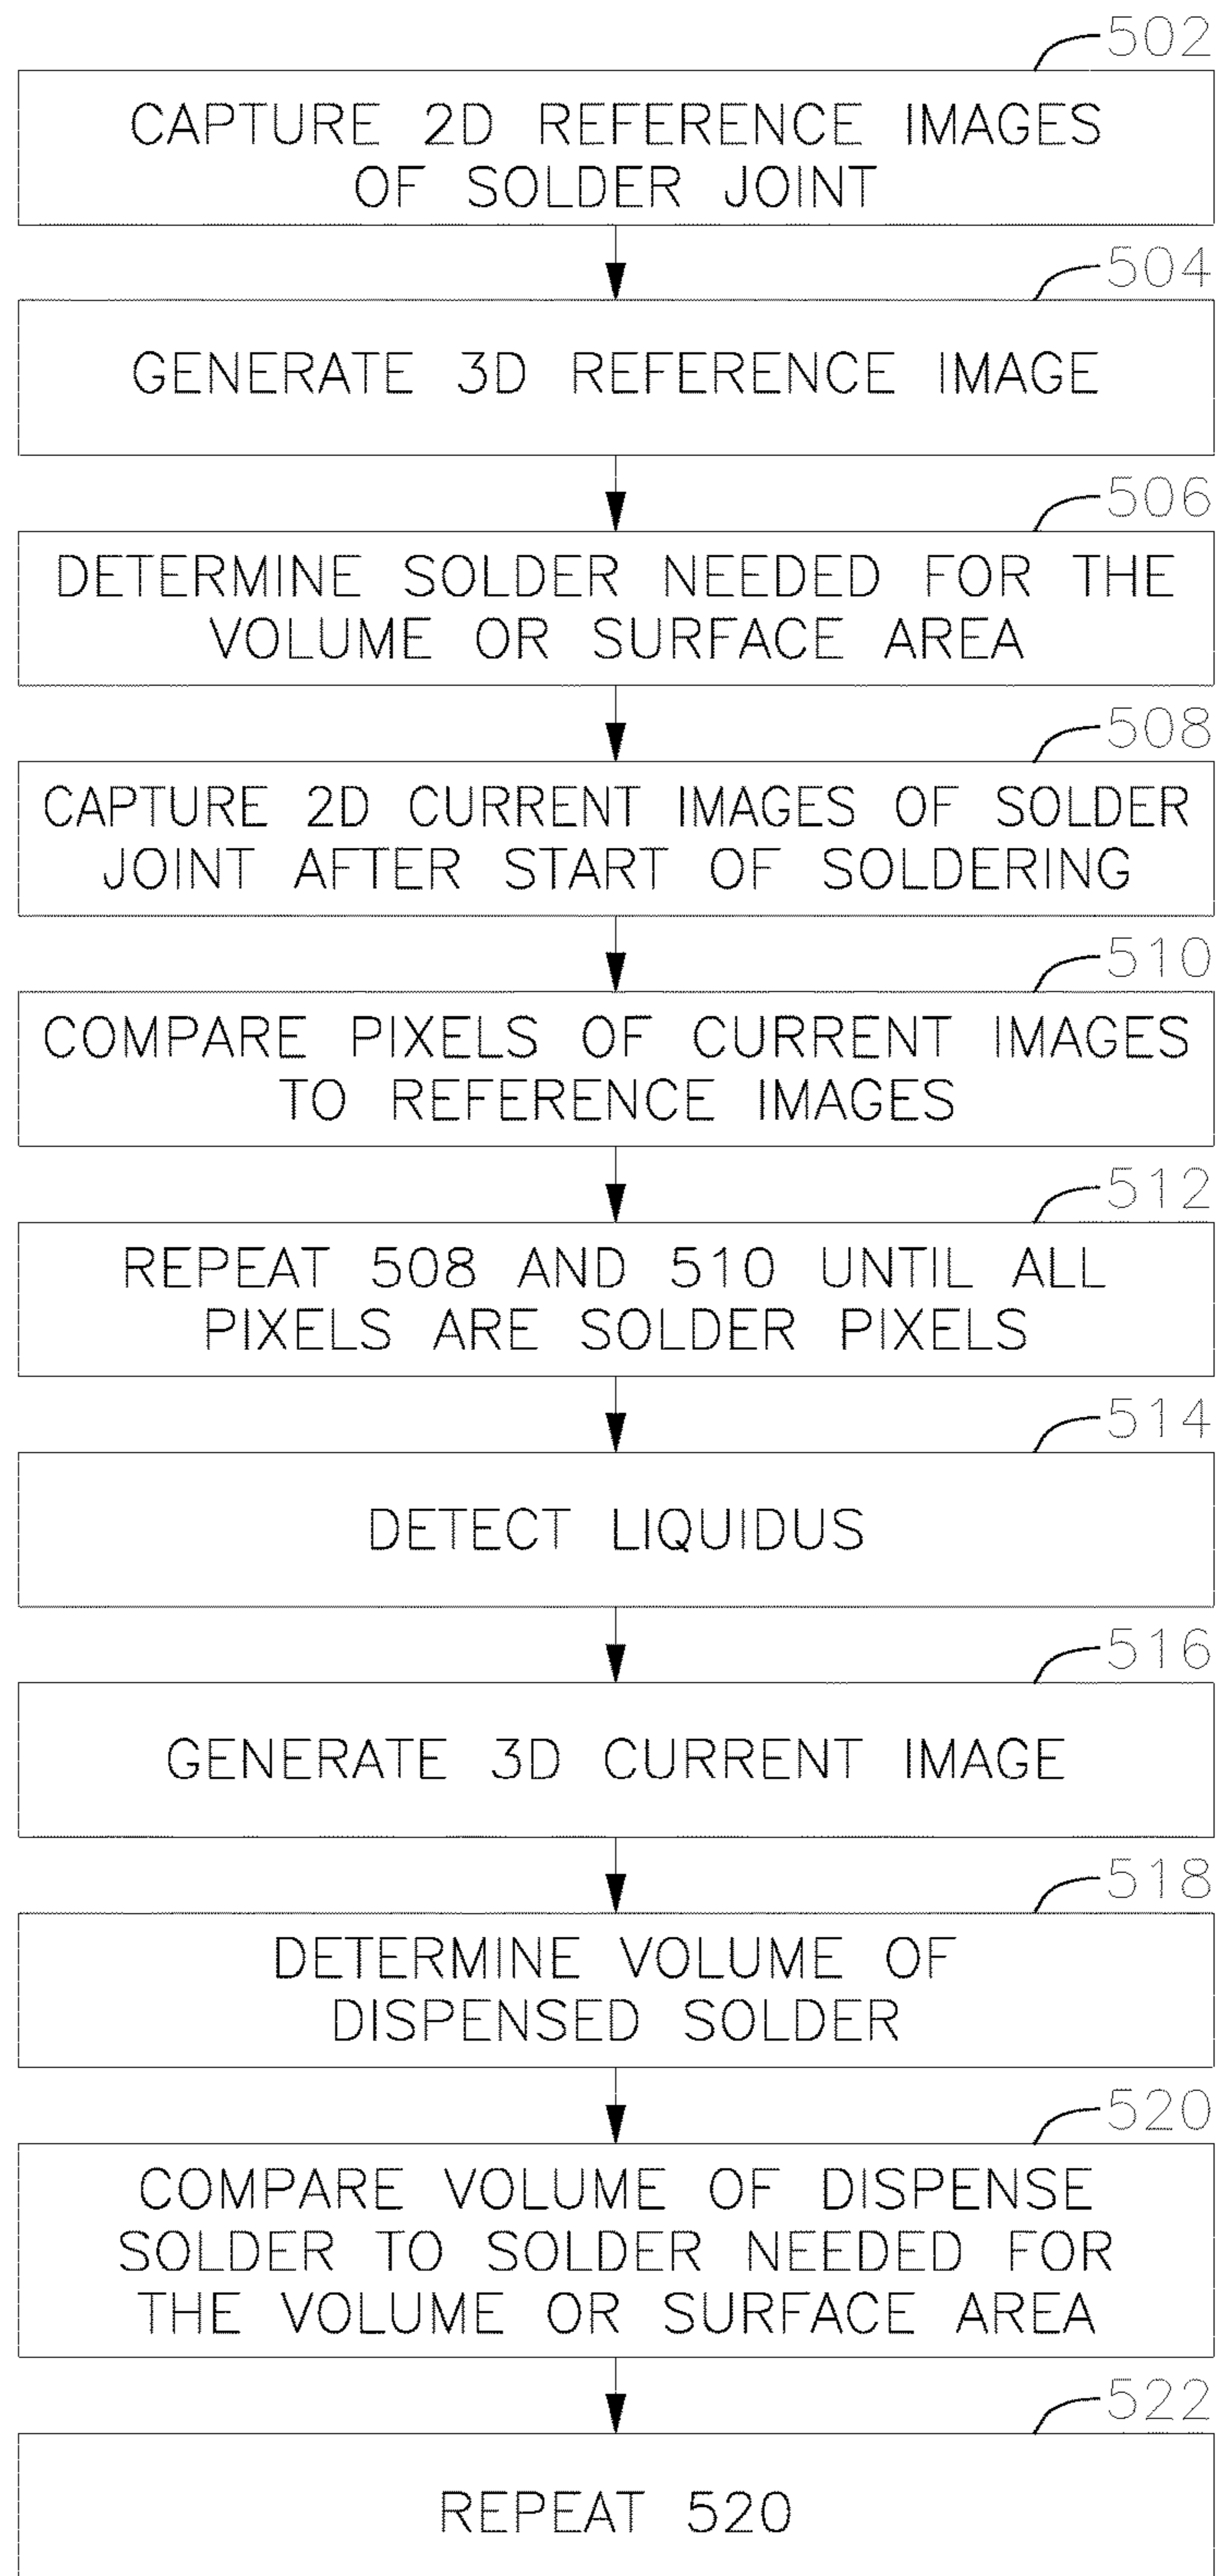 502
CAPTURE 2D REFERENCE IMAGES
OF SOLDER JOINT
504
GENERATE 3D REFERENCE IMAGE
506
DETERMINE SOLDER NEEDED FOR THE
VOLUME OR SURFACE AREA
508
CAPTURE 2D CURRENT IMAGES OF SOLDER
JOINT AFTER START OF SOLDERING
510
COMPARE PIXELS OF CURRENT IMAGES
TO REFERENCE IMAGES
512
REPEAT 508 AND 510 UNTIL ALL
PIXELS ARE SOLDER PIXELS
514
DETECT LIQUIDUS
516
GENERATE 3D CURRENT IMAGE
518
DETERMINE VOLUME OF
DISPENSED SOLDER
520
COMPARE VOLUME OF DISPENSE
SOLDER TO SOLDER NEEDED FOR
THE VOLUME OR SURFACE AREA
522
REPEAT 520